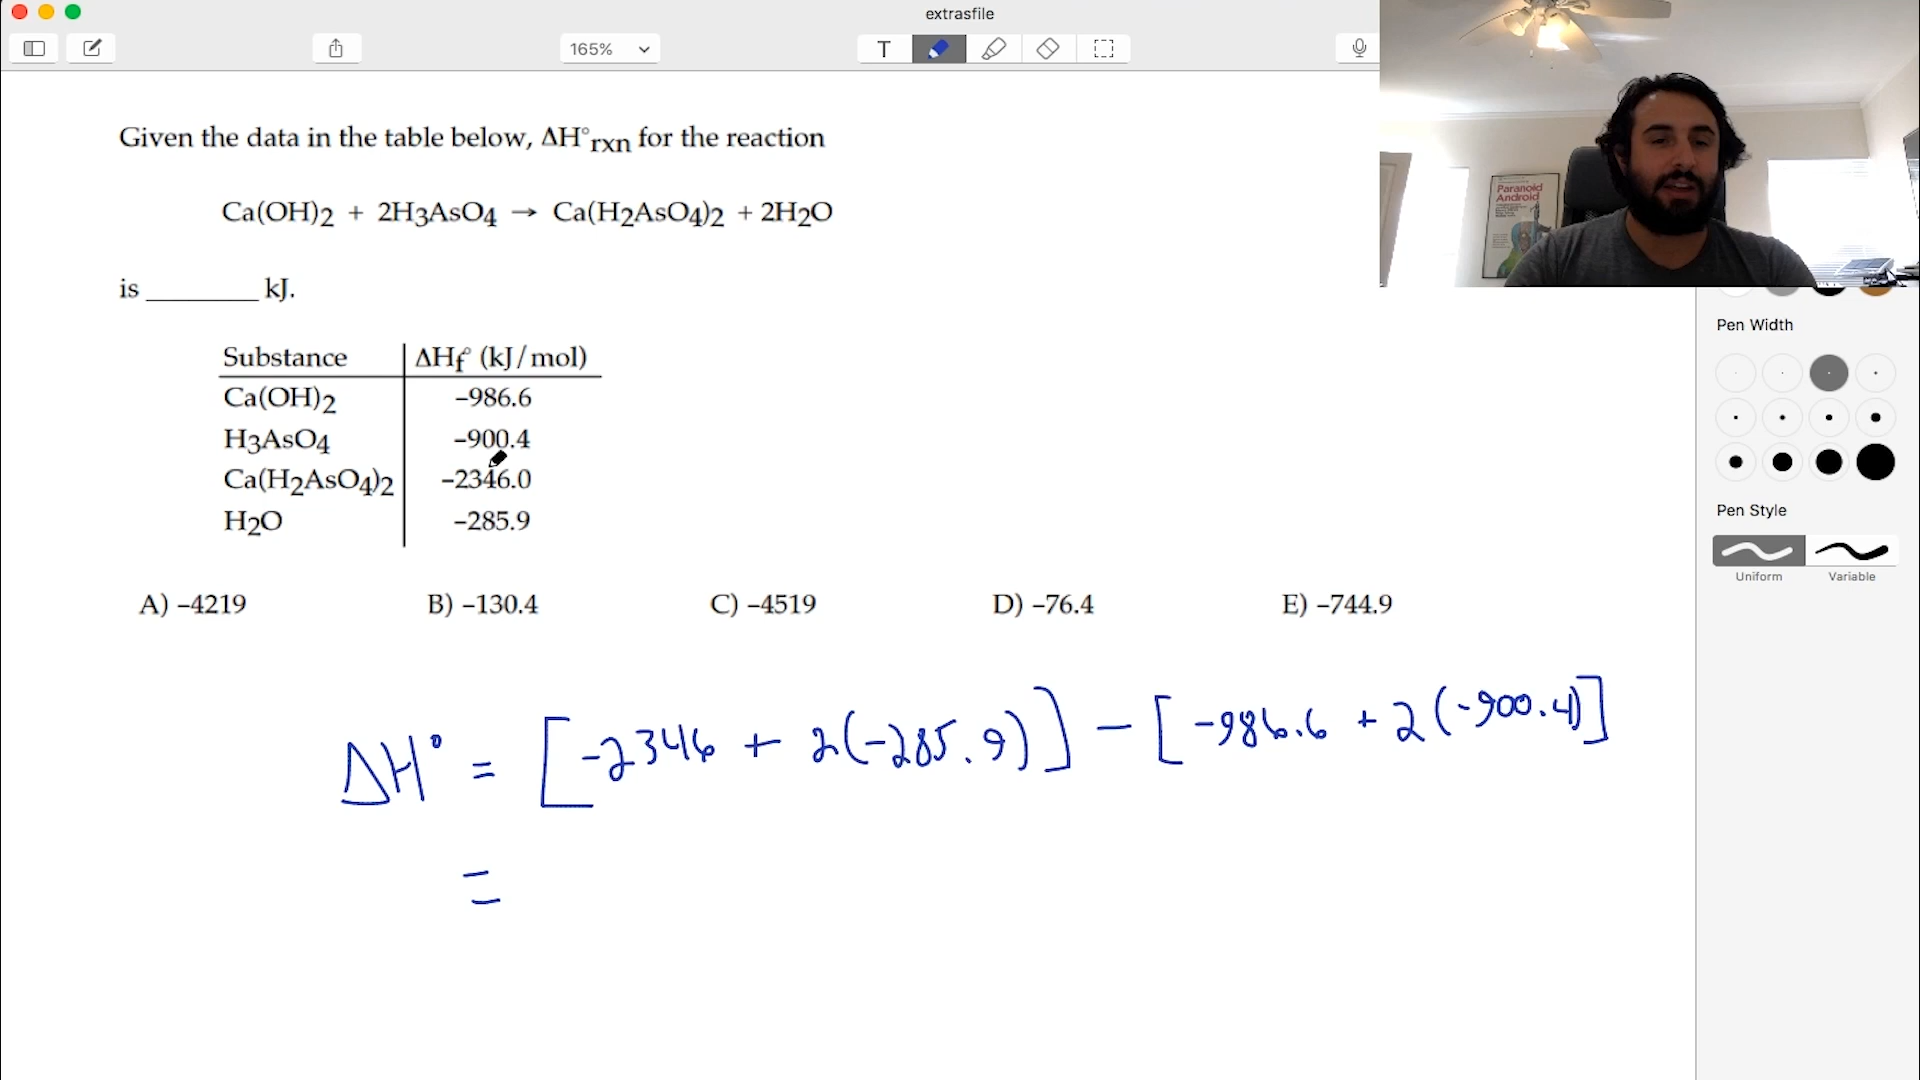 extrasfile
165%
T
Paranoid
Android
Given the data in the table below, ΔH°rxn for the reaction
Ca(OH)2 + 2H3AsO4 → Ca(H2AsO4)2 + 2H2O
is ________ kJ.
Substance ΔHf° (kJ/mol)
Ca(OH)2 –986.6
H3AsO4 –900.4
Ca(H2AsO4)2 –2346.0
H2O –285.9
A) –4219 B) –130.4 C) –4519 D) –76.4 E) –744.9
ΔH° = [-2346 + 2(-285.9)] - [-986.6 + 2(-900.4)]
=
Pen Width
Pen Style
Uniform Variable